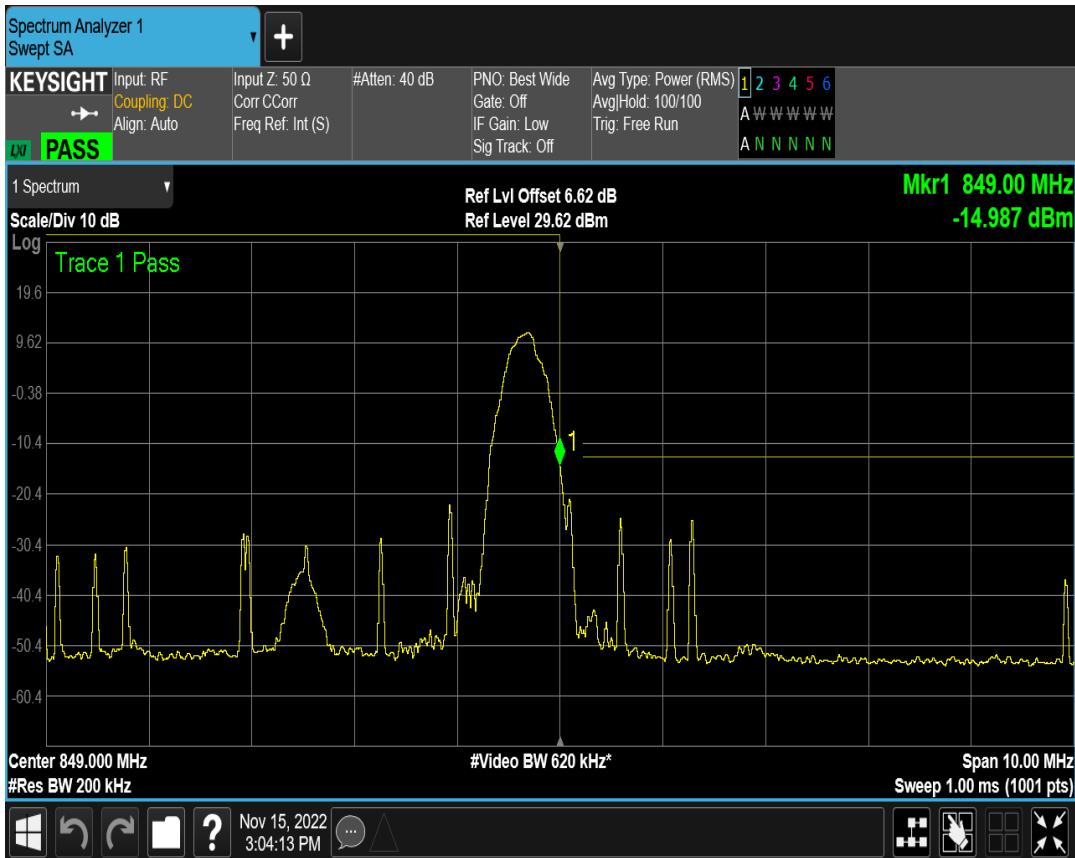 Spectrum Analyzer 1
Swept SA
+
KEYSIGHT
LXI
PASS
Input: RF
Coupling: DC
Align: Auto
Input Z: 50 Ω
Corr CCorr
Freq Ref: Int (S)
#Atten: 40 dB
PNO: Best Wide
Gate: Off
IF Gain: Low
Sig Track: Off
Avg Type: Power (RMS)
Avg|Hold: 100/100
Trig: Free Run
1 2 3 4 5 6
A W W W W W
A N N N N N
1 Spectrum
Scale/Div 10 dB
Ref Lvl Offset 6.62 dB
Ref Level 29.62 dBm
Mkr1 849.00 MHz
-14.987 dBm
Log
Trace 1 Pass
19.6
9.62
-0.38
-10.4
-20.4
-30.4
-40.4
-50.4
-60.4
1
Center 849.000 MHz
#Res BW 200 kHz
#Video BW 620 kHz*
Span 10.00 MHz
Sweep 1.00 ms (1001 pts)
?
Nov 15, 2022
3:04:13 PM